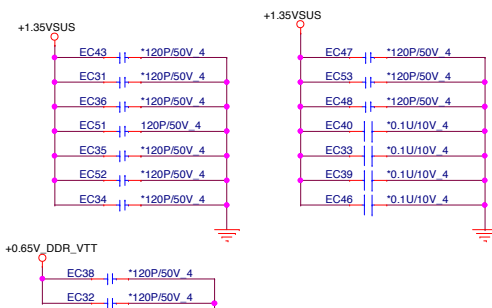 +1.35VSUS
EC43 *120P/50V_4
EC31 *120P/50V_4
EC36 *120P/50V_4
EC51 120P/50V_4
EC35 *120P/50V_4
EC52 *120P/50V_4
EC34 *120P/50V_4
+1.35VSUS
EC47 *120P/50V_4
EC53 *120P/50V_4
EC48 *120P/50V_4
EC40 *0.1U/10V_4
EC33 *0.1U/10V_4
EC39 *0.1U/10V_4
EC46 *0.1U/10V_4
+0.65V_DDR_VTT
EC38 *120P/50V_4
EC32 *120P/50V_4